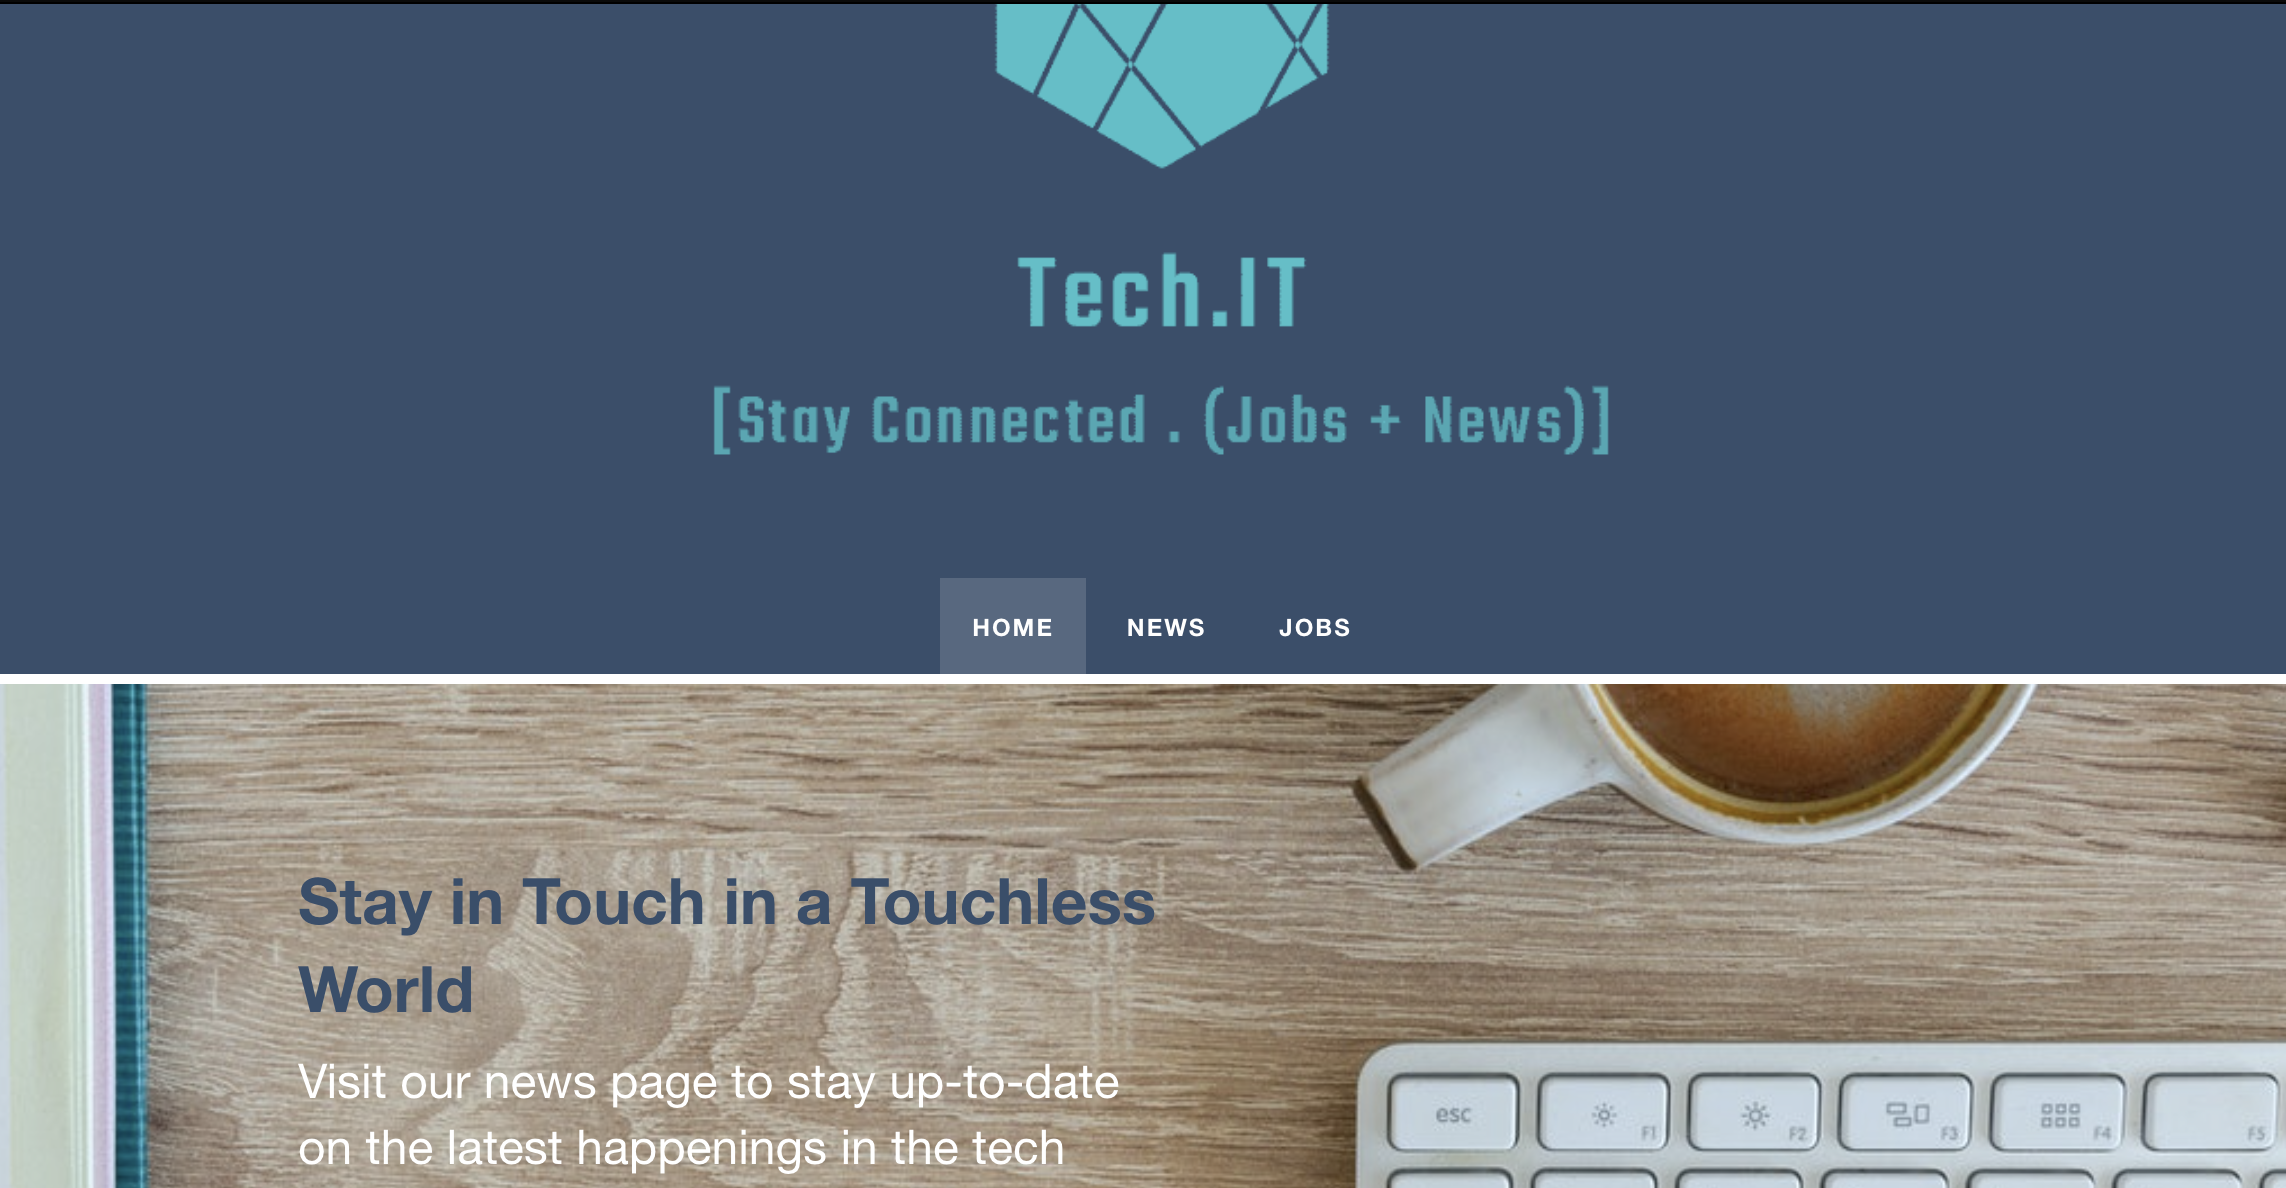 Tech.IT
[Stay Connected . (Jobs + News)]
HOME NEWS JOBS
Stay in Touch in a Touchless
World
Visit our news page to stay up-to-date
on the latest happenings in the tech
esc F1 F2 F3 F4 F5